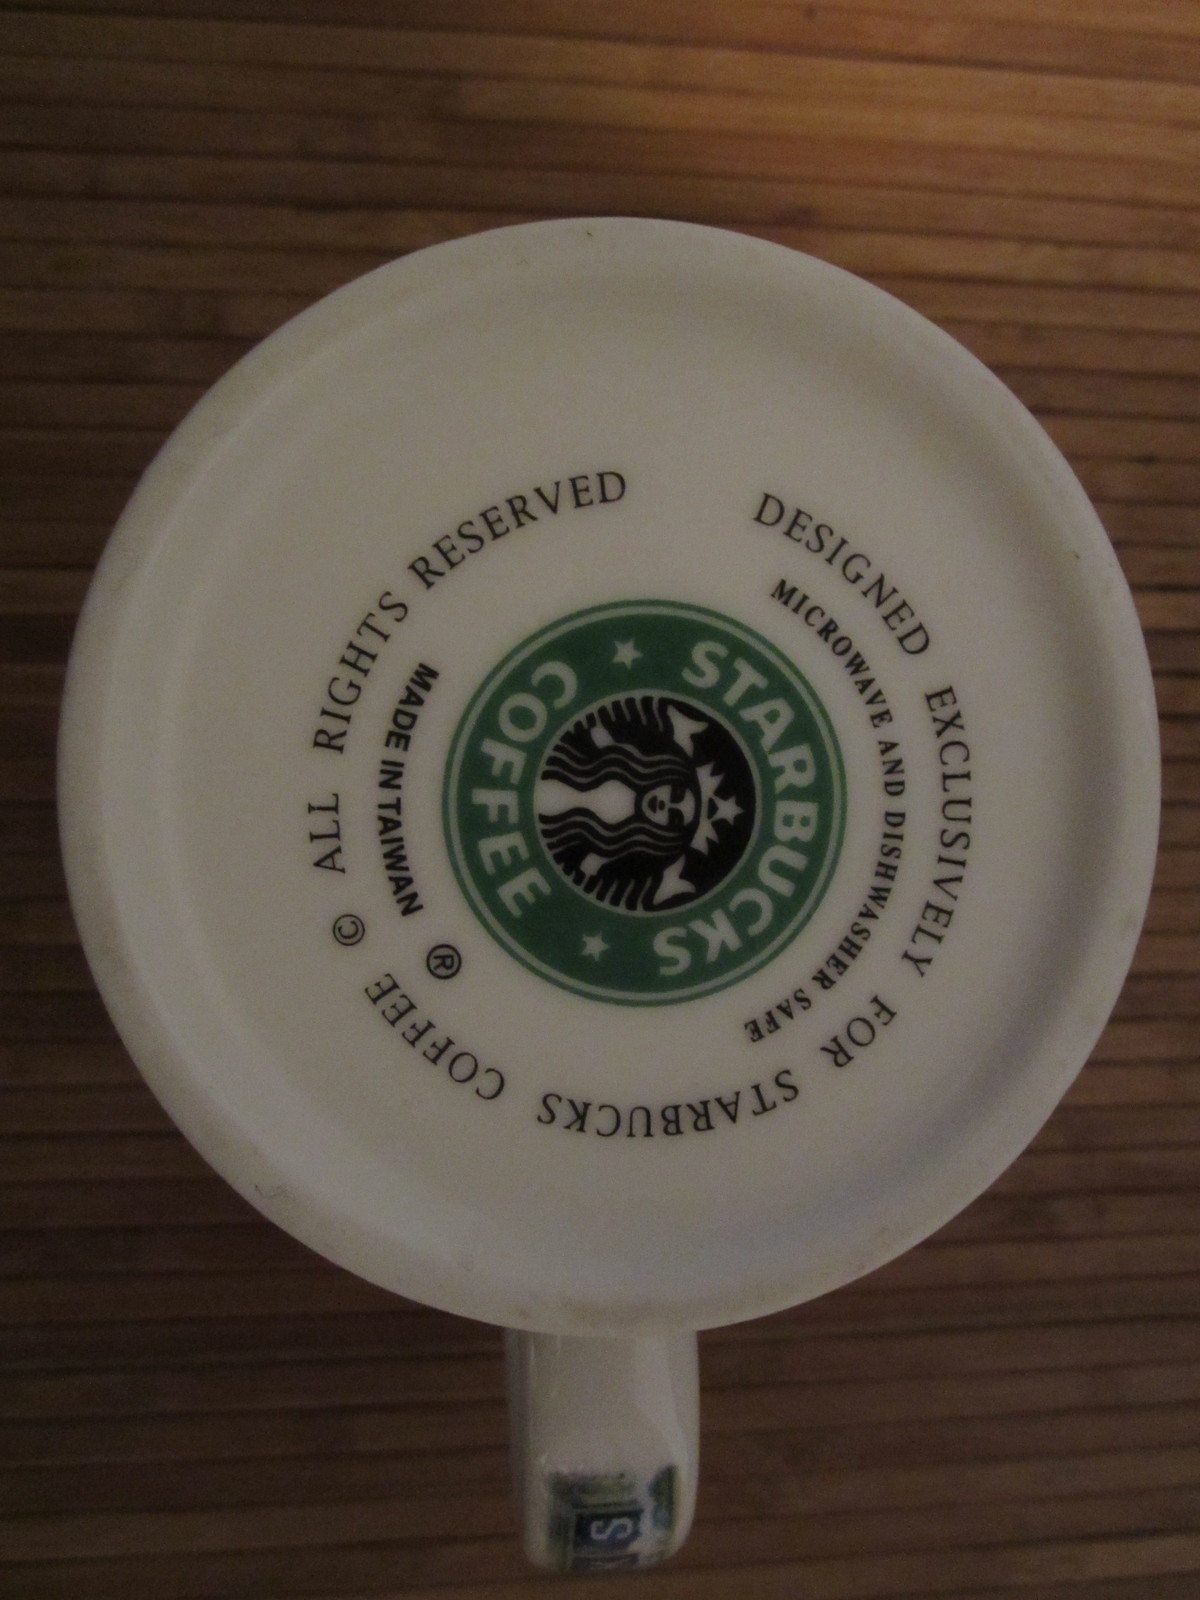 DESIGNED EXCLUSIVELY FOR STARBUCKS COFFEE © ALL RIGHTS RESERVED
MICROWAVE AND DISHWASHER SAFE
STARBUCKS
COFFEE
®
MADE IN TAIWAN